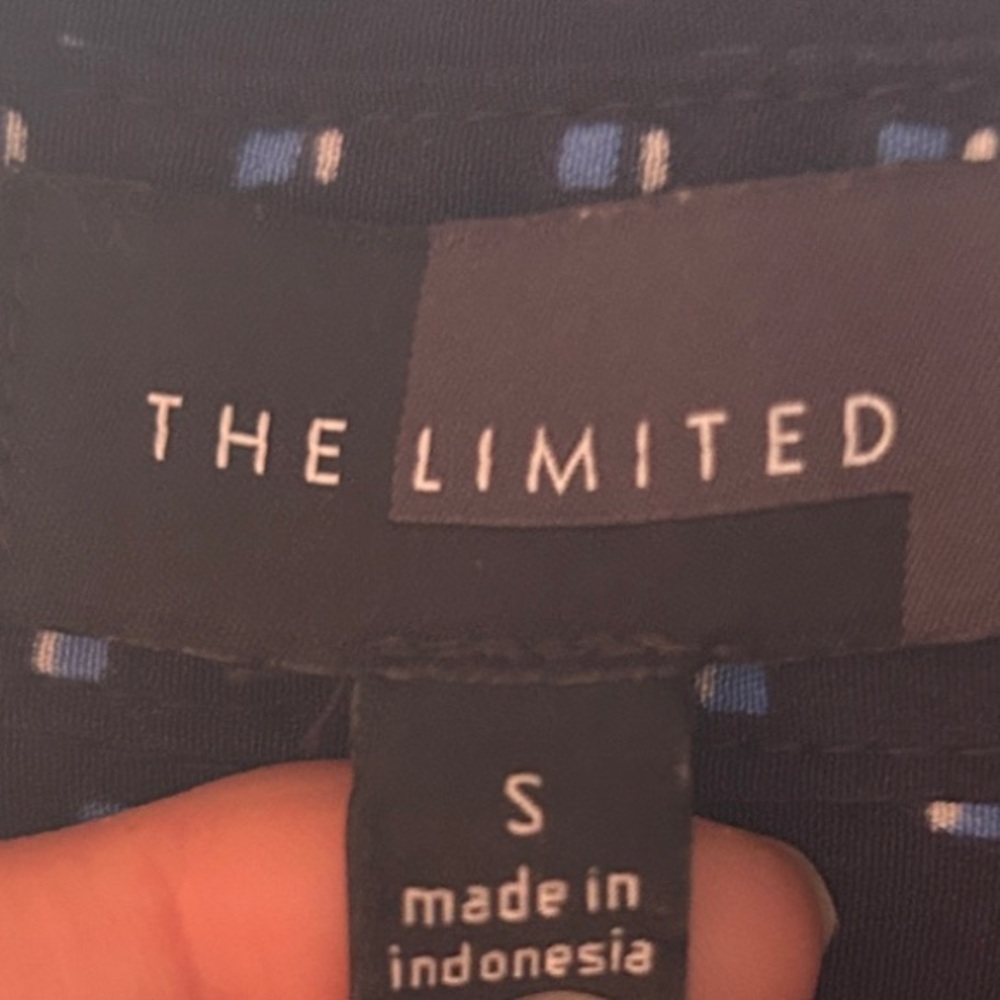 THE LIMITED
S
made in
indonesia